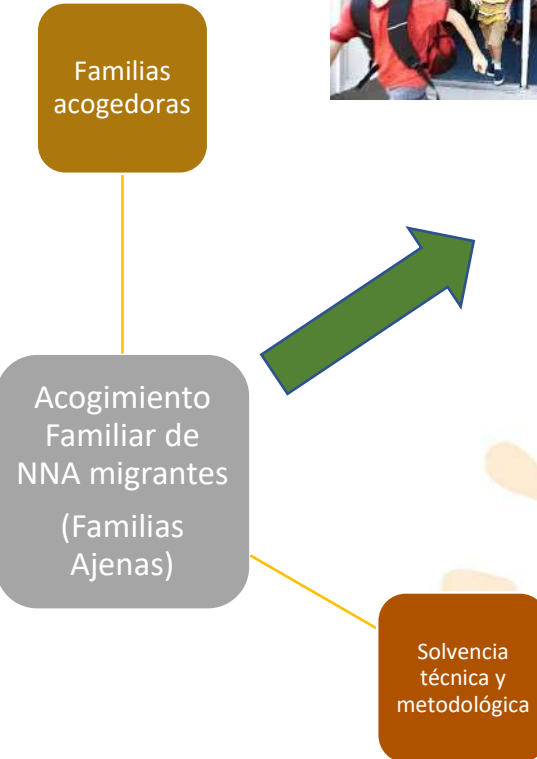 Familias
acogedoras
Acogimiento
Familiar de
NNA migrantes
(Familias
Ajenas)
Solvencia
técnica y
metodológica